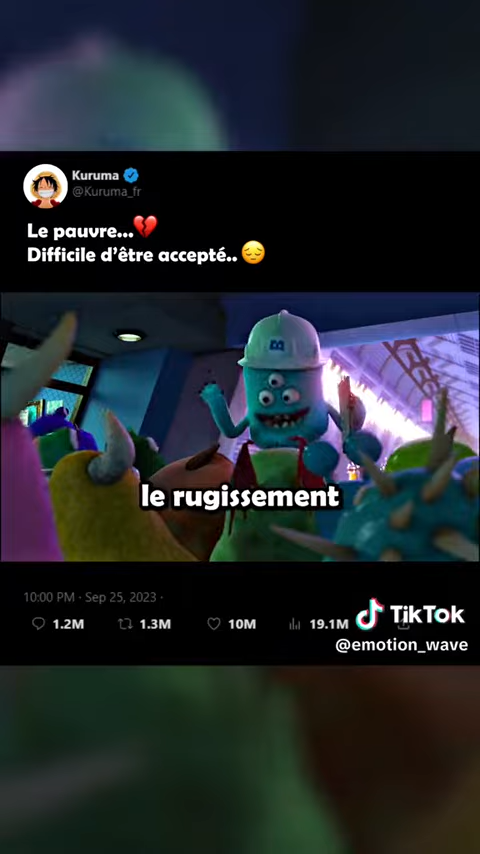 Kuruma
@Kuruma_fr
Le pauvre...💔
Difficile d'être accepté..😔
le rugissement
10:00 PM · Sep 25, 2023 ·
1.2M 1.3M 10M 19.1M
TikTok
@emotion_wave